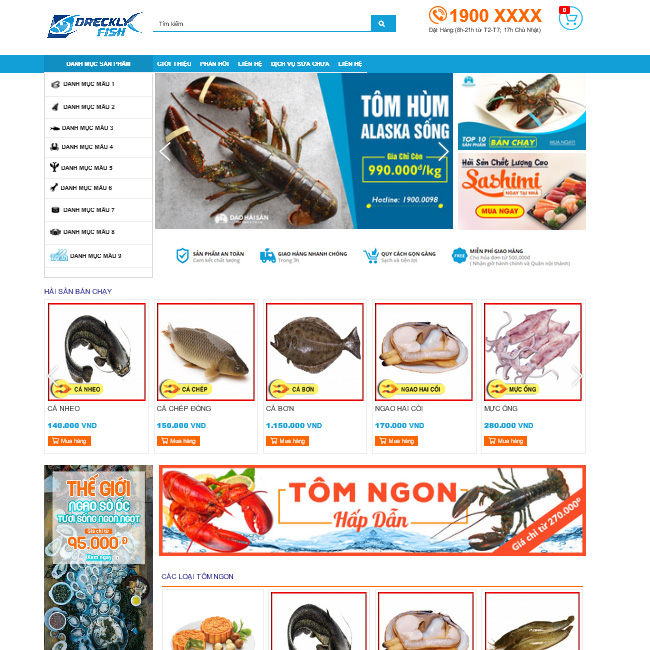 DRECKLY
FISH
Tìm kiếm
1900 XXXX
Đặt Hàng (8h-21h từ T2-T7; 17h Chủ Nhật)
0
DANH MỤC SẢN PHẨM
GIỚI THIỆU
PHẢN HỒI
LIÊN HỆ
DỊCH VỤ SỬA CHỮA
LIÊN HỆ
DANH MỤC MẪU 1
DANH MỤC MẪU 2
DANH MỤC MẪU 3
DANH MỤC MẪU 4
DANH MỤC MẪU 5
DANH MỤC MẪU 6
DANH MỤC MẪU 7
DANH MỤC MẪU 8
DANH MỤC MẪU 9
TÔM HÙM
ALASKA SỐNG
Gia Chỉ Còn
990.000đ/kg
Hotline: 1900.0098
ĐẢO HẢI SẢN
TOP 10
SẢN PHẨM BÁN CHẠY
MUA NGAY!
Hải Sản Chất Lượng Cao
Sashimi
NGAY TẠI NHÀ
MUA NGAY
SẢN PHẨM AN TOÀN
Cam kết chất lượng
GIAO HÀNG NHANH CHÓNG
Trong 3h
QUY CÁCH GỌN GÀNG
Sạch và tiện lợi
FREE
MIỄN PHÍ GIAO HÀNG
Cho hóa đơn từ 500,000đ
( Nhận giờ hành chính và Quận nội thành)
HẢI SẢN BÁN CHẠY
CÁ NHEO
CÁ CHÉP
CÁ BƠN
NGAO HAI CỒI
MỰC ỐNG
CÁ NHEO
CÁ CHÉP ĐỒNG
CÁ BƠN
NGAO HAI CỒI
MỰC ỐNG
140.000 VND
150.000 VND
1.150.000 VND
170.000 VND
280.000 VND
Mua hàng
Mua hàng
Mua hàng
Mua hàng
Mua hàng
THẾ GIỚI
NGAO SÒ ỐC
TƯƠI SỐNG NGON NGỌT
Giá chỉ từ
95.000đ
Xem ngay
TÔM NGON
Hấp Dẫn
Giá chỉ từ 270.000đ
CÁC LOẠI TÔM NGON